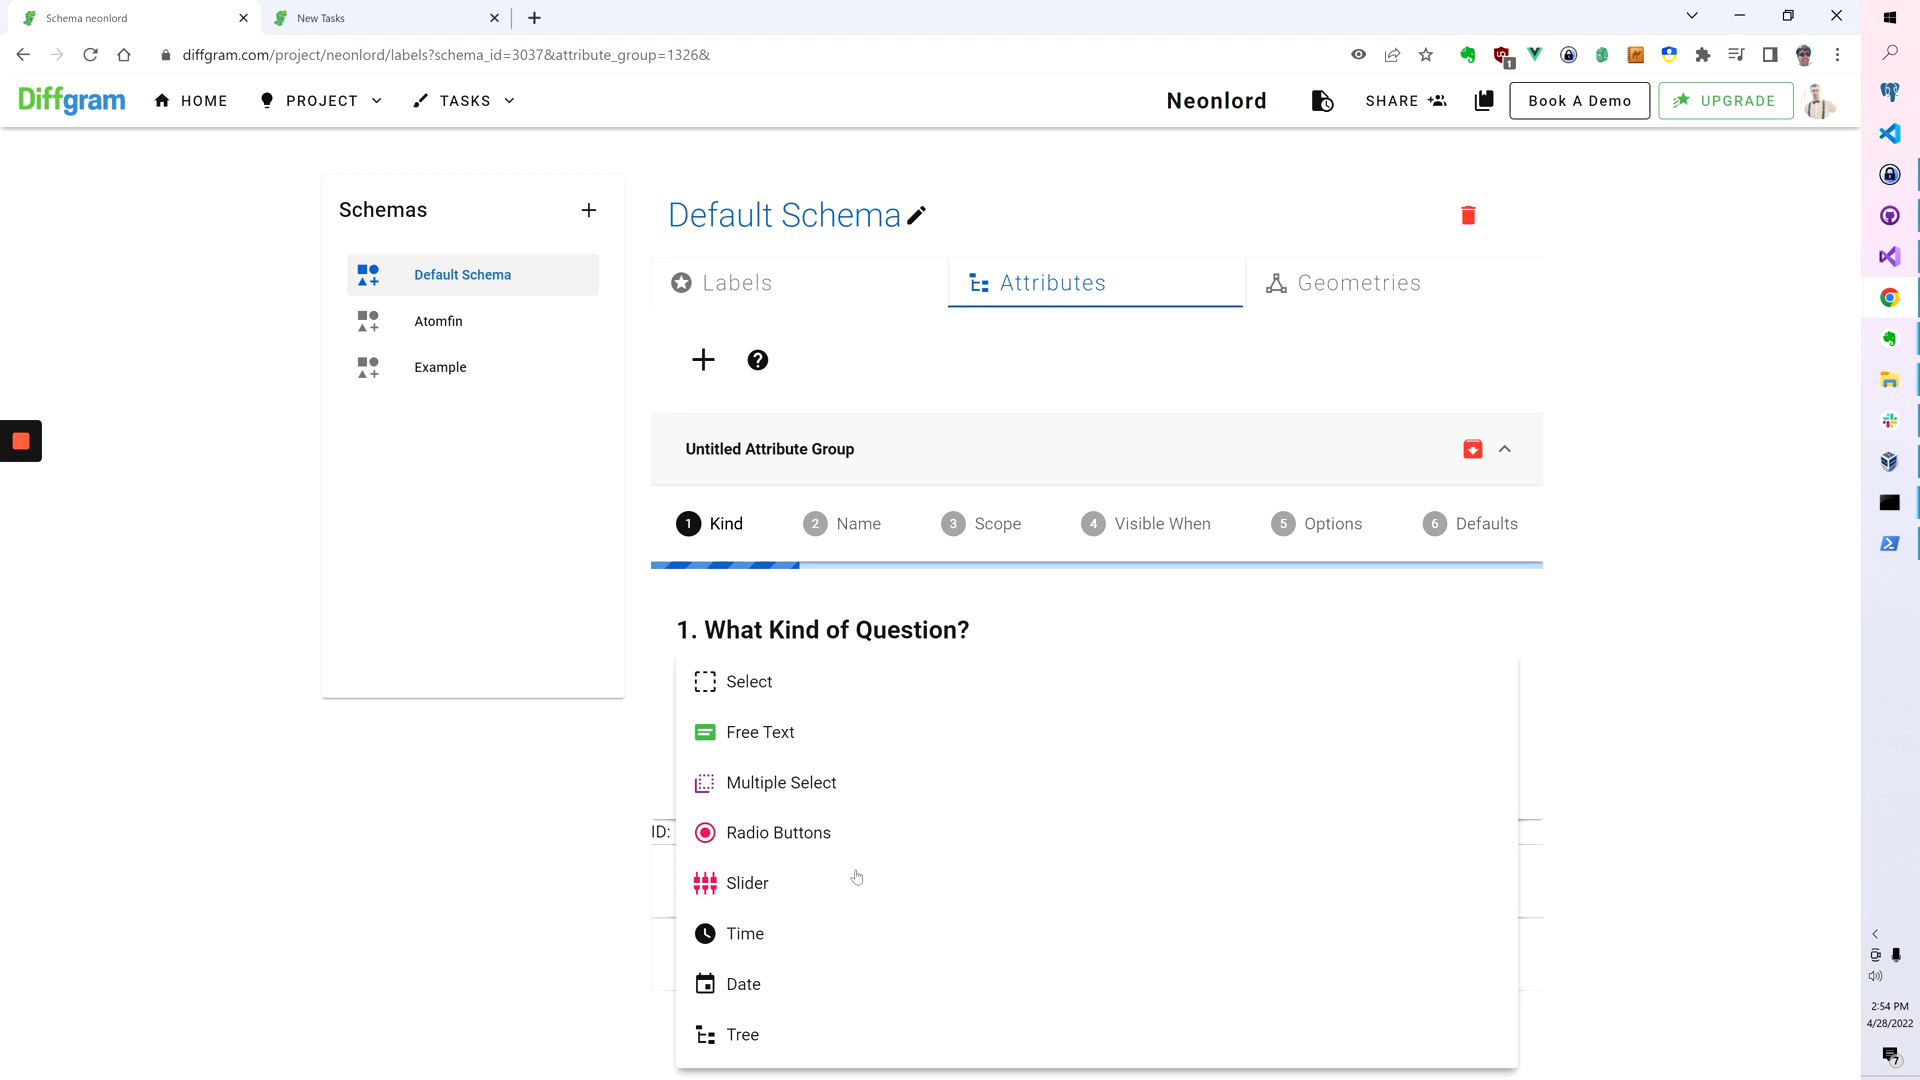 Schema neonlord
New Tasks
diffgram.com/project/neonlord/labels?schema_id=3037&attribute_group=1326&
1
Diffgram
HOME
PROJECT
TASKS
Neonlord
SHARE
Book A Demo
UPGRADE
Schemas
Default Schema
Atomfin
Example
Default Schema
Labels
Attributes
Geometries
?
Untitled Attribute Group
1 Kind
2 Name
3 Scope
4 Visible When
5 Options
6 Defaults
1. What Kind of Question?
Select
Free Text
Multiple Select
ID:
Radio Buttons
Slider
Time
Date
Tree
2:54 PM
4/28/2022
7